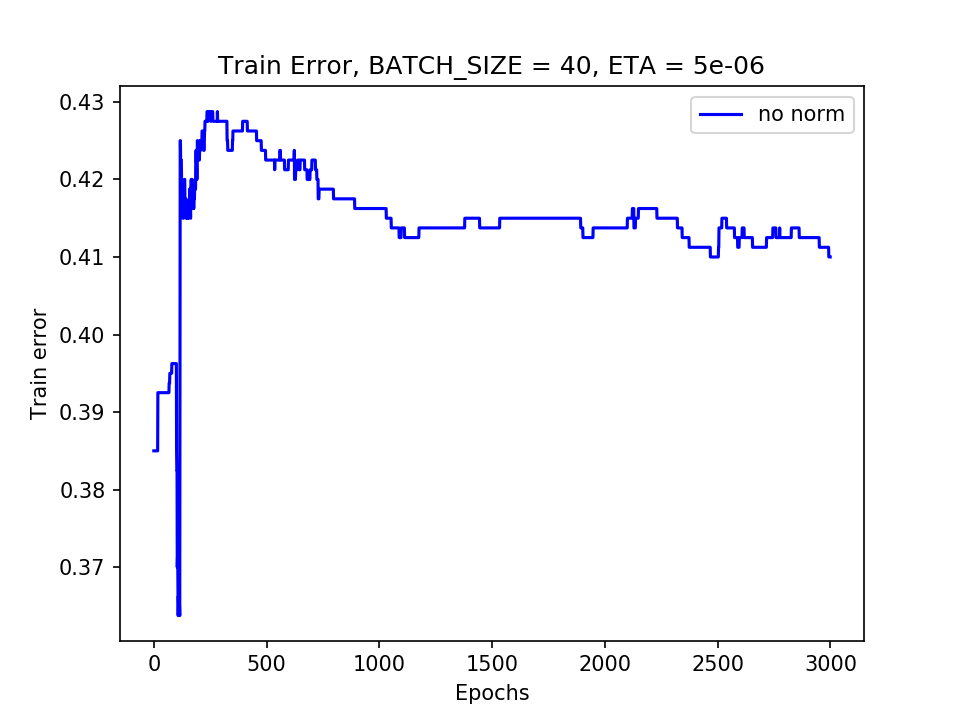 Train Error, BATCH_SIZE = 40, ETA = 5e-06
no norm
0.43
0.42
0.41
0.40
0.39
0.38
0.37
Train error
0 500 1000 1500 2000 2500 3000
Epochs